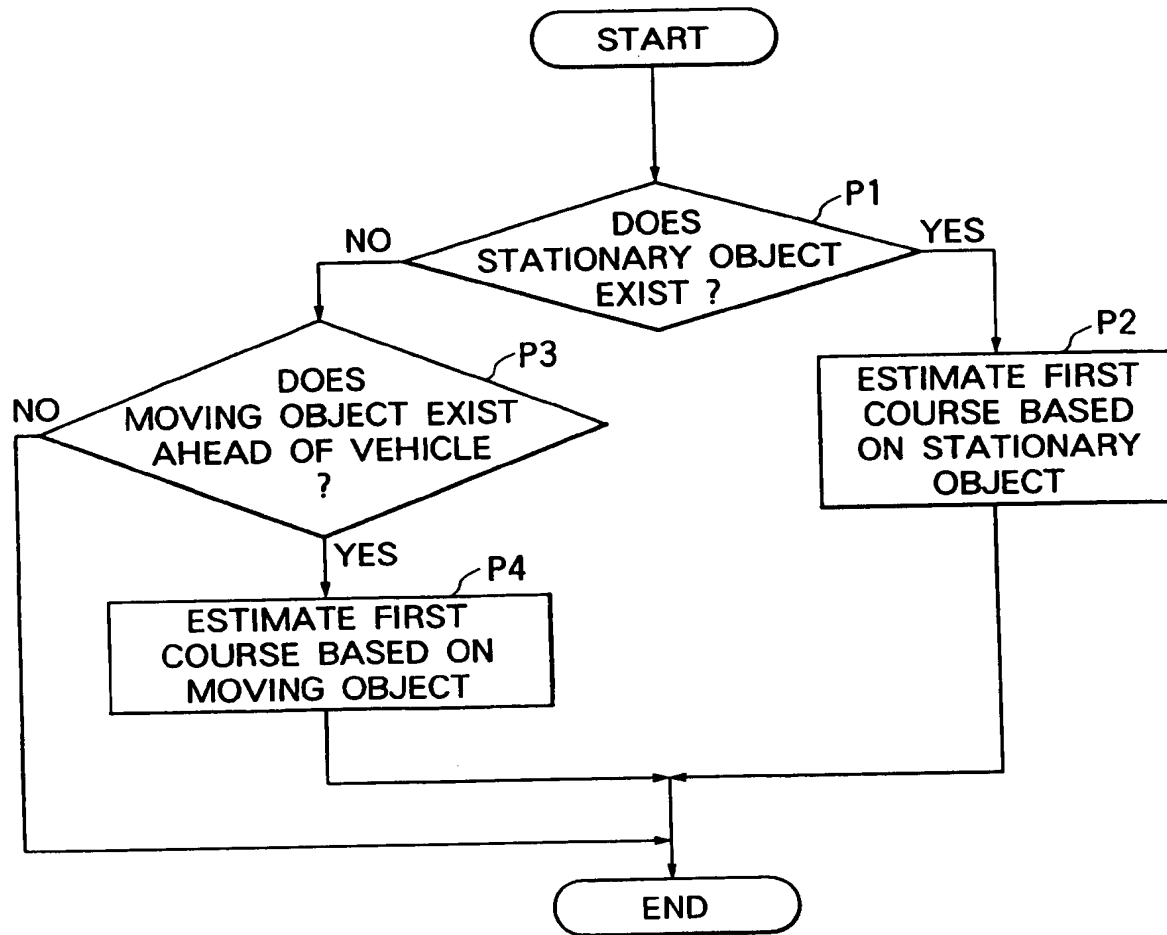 START
P1
DOES
STATIONARY OBJECT
EXIST ?
NO
YES
P3
DOES
MOVING OBJECT EXIST
AHEAD OF VEHICLE
?
NO
YES
P2
ESTIMATE FIRST
COURSE BASED
ON STATIONARY
OBJECT
P4
ESTIMATE FIRST
COURSE BASED ON
MOVING OBJECT
END